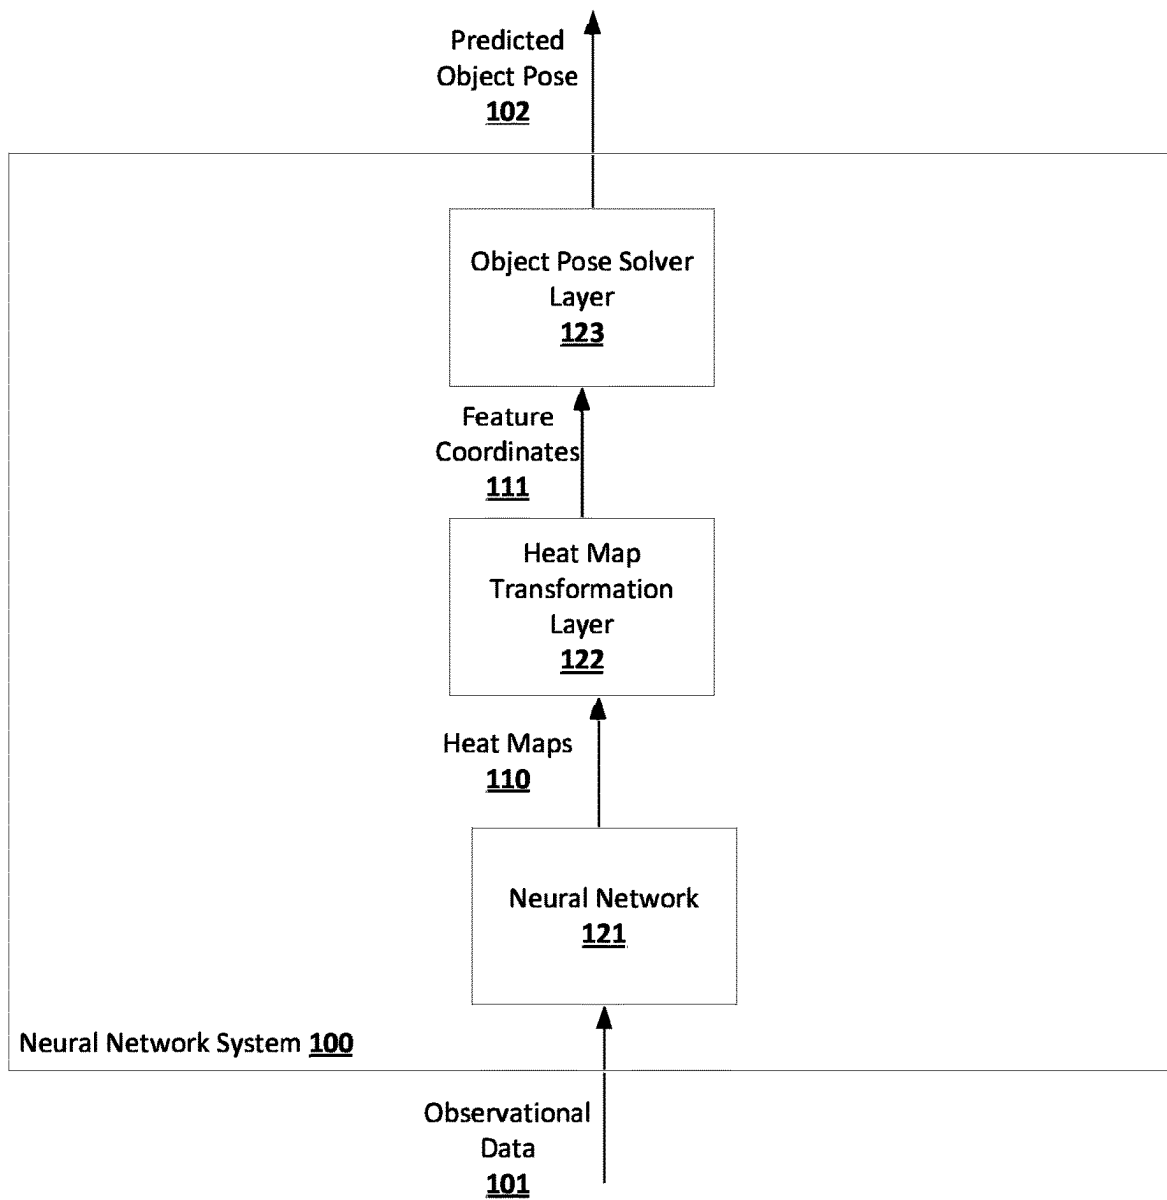 Predicted
Object Pose
102
Object Pose Solver
Layer
123
Feature
Coordinates
111
Heat Map
Transformation
Layer
122
Heat Maps
110
Neural Network
121
Neural Network System 100
Observational
Data
101